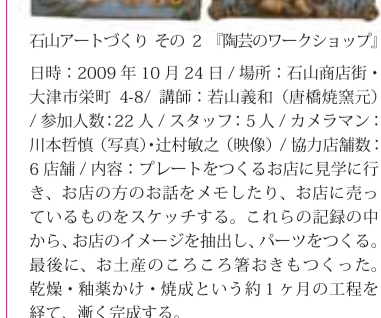 石山アートづくり その 2 『陶芸のワークショップ』
日時：2009 年 10 月 24 日 / 場所：石山商店街・
大津市栄町 4-8/ 講師：若山義和（唐橋焼窯元）
/ 参加人数：22 人 / スタッフ：5 人 / カメラマン：
川本哲慎（写真）・辻村敏之（映像）/ 協力店舗数：
6 店舗 / 内容：プレートをつくるお店に見学に行
き、お店の方のお話をメモしたり、お店に売っ
ているものをスケッチする。これらの記録の中
から、お店のイメージを抽出し、パーツをつくる。
最後に、お土産のころころ箸おきもつくった。
乾燥・釉薬かけ・焼成という約 1 ヶ月の工程を
経て、漸く完成する。